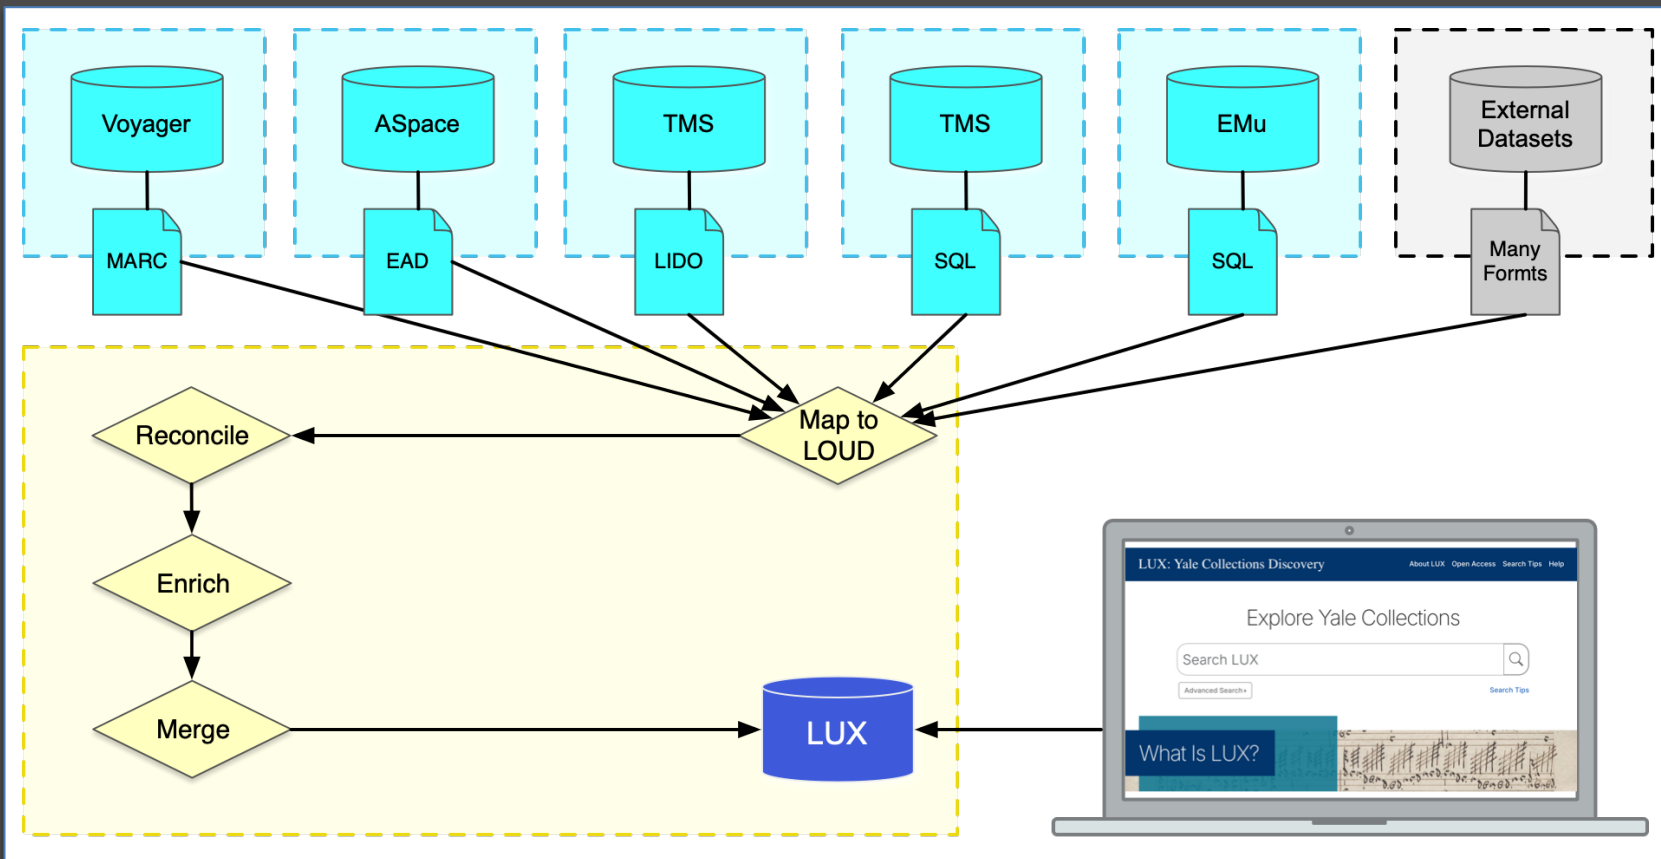 Voyager
ASpace
TMS
TMS
EMu
External
Datasets
MARC
EAD
LIDO
SQL
SQL
Many
Formts
Map to
LOUD
Reconcile
Enrich
Merge
LUX
LUX: Yale Collections Discovery
About LUX Open Access Search Tips Help
Explore Yale Collections
Search LUX
Advanced Search+
Search Tips
What Is LUX?